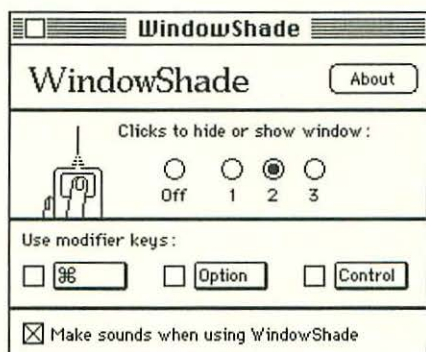 WindowShade
WindowShade
About
Clicks to hide or show window:
Off 1 2 3
Use modifier keys:
⌘ Option Control
Make sounds when using WindowShade